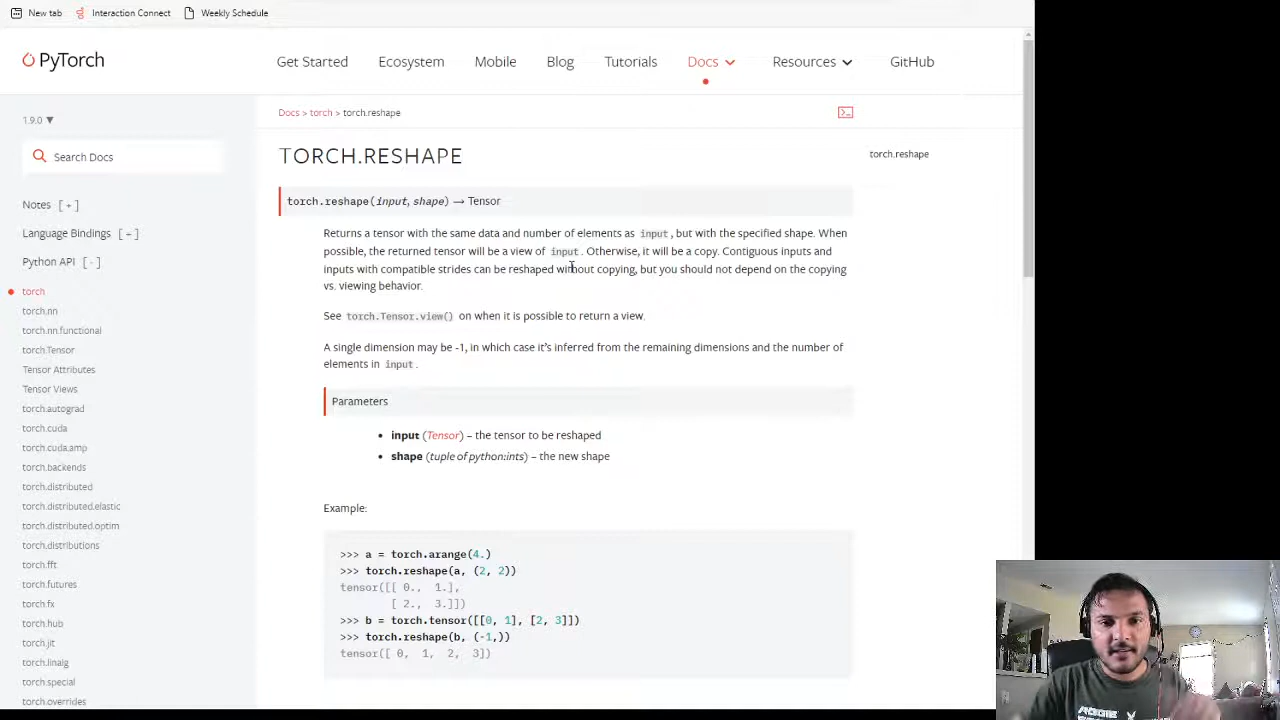 New tab Interaction Connect Weekly Schedule
PyTorch Get Started Ecosystem Mobile Blog Tutorials Docs Resources GitHub
1.9.0 ▼
Search Docs
Notes [ + ]
Language Bindings [ + ]
Python API [ - ]
torch
torch.nn
torch.nn.functional
torch.Tensor
Tensor Attributes
Tensor Views
torch.autograd
torch.cuda
torch.cuda.amp
torch.backends
torch.distributed
torch.distributed.elastic
torch.distributed.optim
torch.distributions
torch.fft
torch.futures
torch.fx
torch.hub
torch.jit
torch.linalg
torch.special
torch.overrides
Docs > torch > torch.reshape
TORCH.RESHAPE
torch.reshape(input, shape) → Tensor
Returns a tensor with the same data and number of elements as input, but with the specified shape. When
possible, the returned tensor will be a view of input. Otherwise, it will be a copy. Contiguous inputs and
inputs with compatible strides can be reshaped without copying, but you should not depend on the copying
vs. viewing behavior.
See torch.Tensor.view() on when it is possible to return a view.
A single dimension may be -1, in which case it's inferred from the remaining dimensions and the number of
elements in input.
Parameters
• input (Tensor) – the tensor to be reshaped
• shape (tuple of python:ints) – the new shape
Example:
>>> a = torch.arange(4.)
>>> torch.reshape(a, (2, 2))
tensor([[ 0., 1.],
[ 2., 3.]])
>>> b = torch.tensor([[0, 1], [2, 3]])
>>> torch.reshape(b, (-1,))
tensor([ 0, 1, 2, 3])
torch.reshape